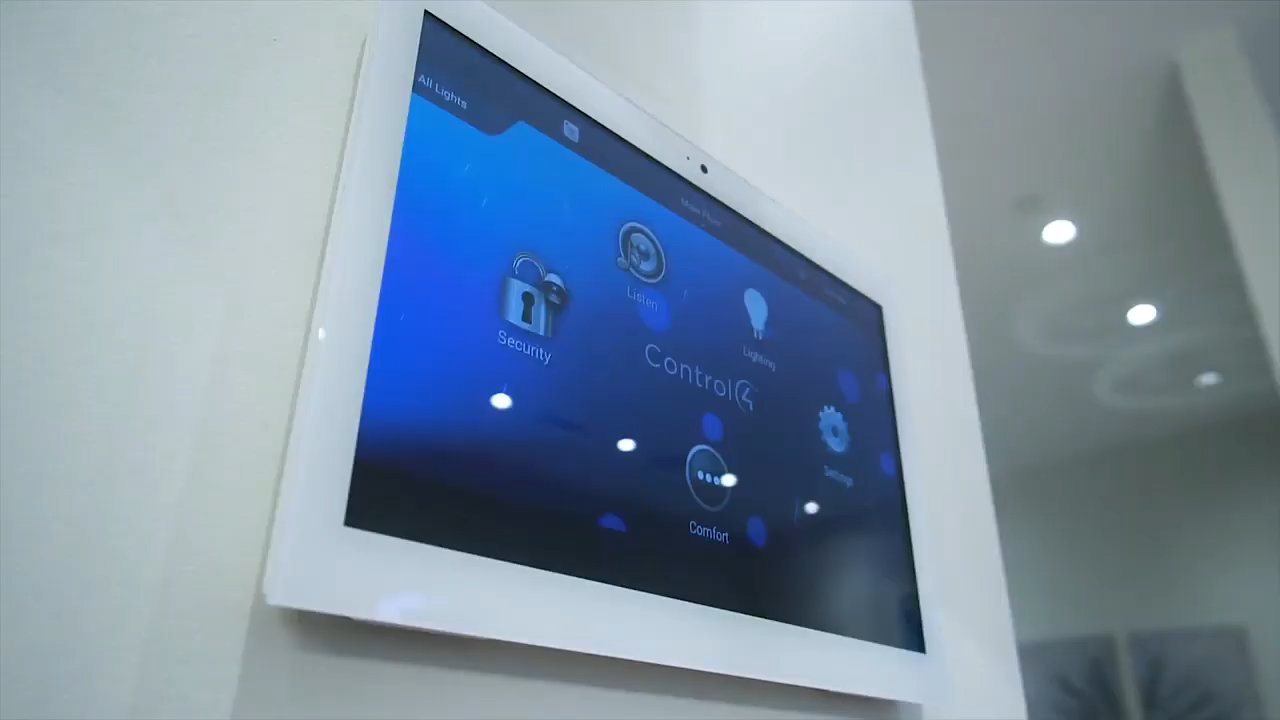 All Lights
Listen
Security
Lighting
Control4
Settings
Comfort